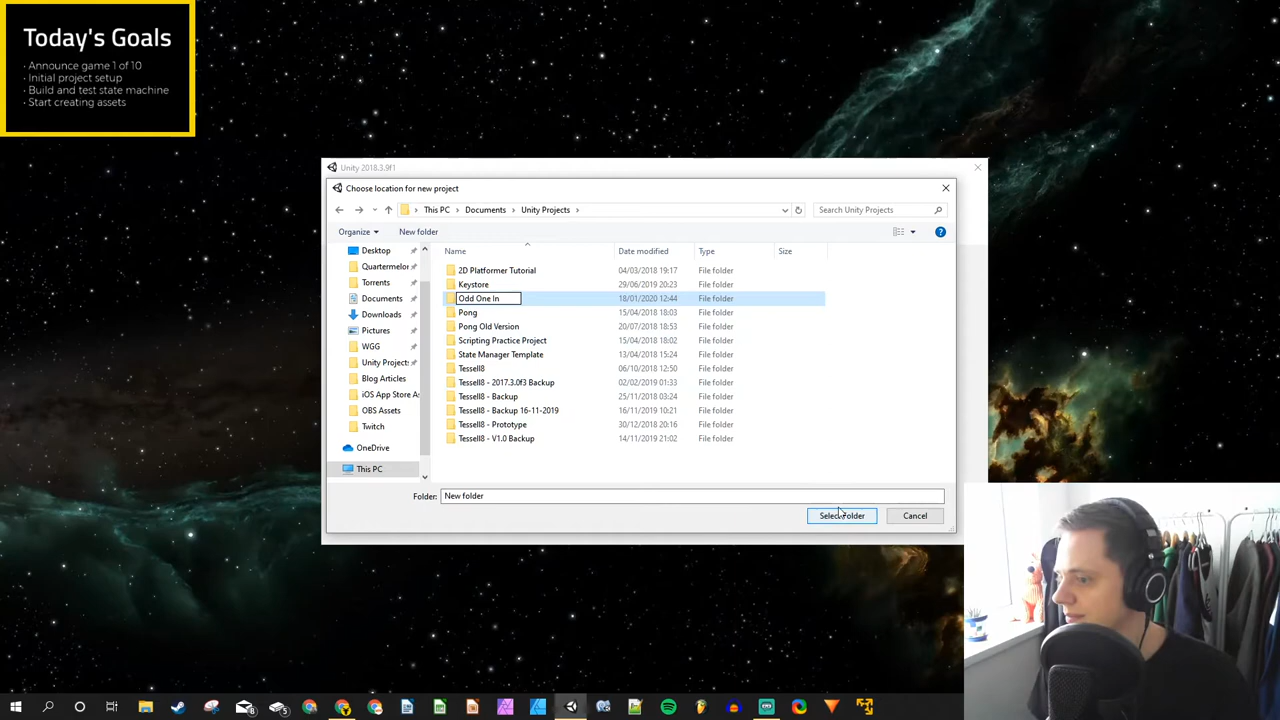 Today's Goals
· Announce game 1 of 10
· Initial project setup
· Build and test state machine
· Start creating assets
Unity 2018.3.9f1
Choose location for new project
This PC > Documents > Unity Projects >
Search Unity Projects
Organize
New folder
Name
Date modified
Type
Size
Desktop
Quartermelon
Torrents
Documents
Downloads
Pictures
WGG
Unity Projects
Blog Articles
iOS App Store As
OBS Assets
Twitch
OneDrive
This PC
2D Platformer Tutorial 04/03/2018 19:17 File folder
Keystore 29/06/2019 20:23 File folder
Odd One In 18/01/2020 12:44 File folder
Pong 15/04/2018 18:03 File folder
Pong Old Version 20/07/2018 18:53 File folder
Scripting Practice Project 15/04/2018 18:02 File folder
State Manager Template 13/04/2018 15:24 File folder
Tessell8 06/10/2018 12:50 File folder
Tessell8 - 2017.3.0f3 Backup 02/02/2019 01:33 File folder
Tessell8 - Backup 25/11/2018 03:24 File folder
Tessell8 - Backup 16-11-2019 16/11/2019 10:21 File folder
Tessell8 - Prototype 30/12/2018 20:16 File folder
Tessell8 - V1.0 Backup 14/11/2019 21:02 File folder
Folder: New folder
Select Folder
Cancel